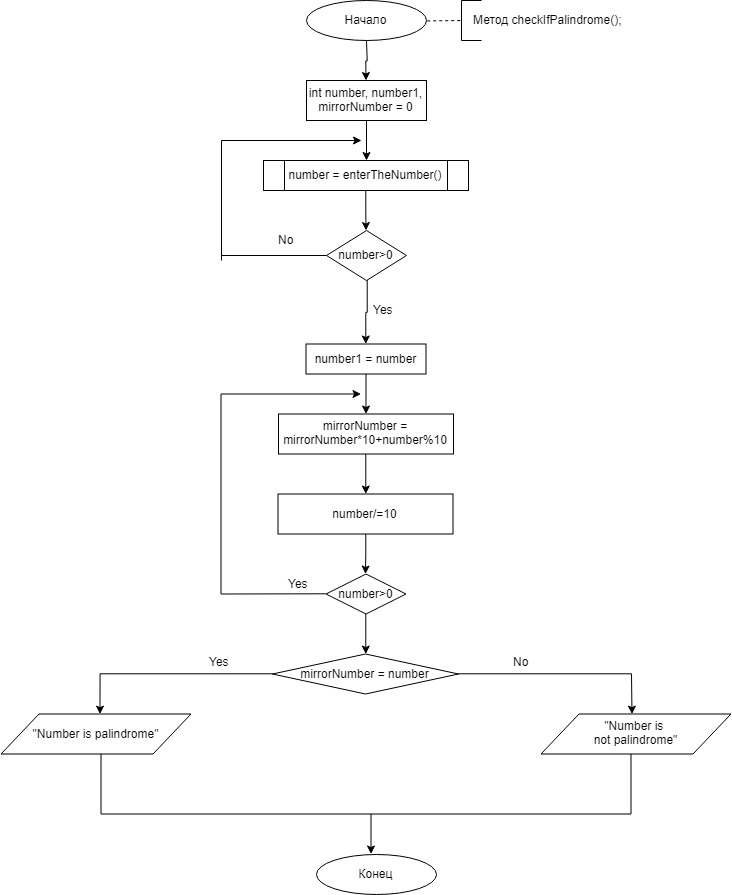 Начало
Метод checkIfPalindrome();
int number, number1,
mirrorNumber = 0
number = enterTheNumber()
No
number>0
Yes
number1 = number
mirrorNumber =
mirrorNumber*10+number%10
number/=10
Yes
number>0
Yes
mirrorNumber = number
No
"Number is palindrome"
"Number is
not palindrome"
Конец